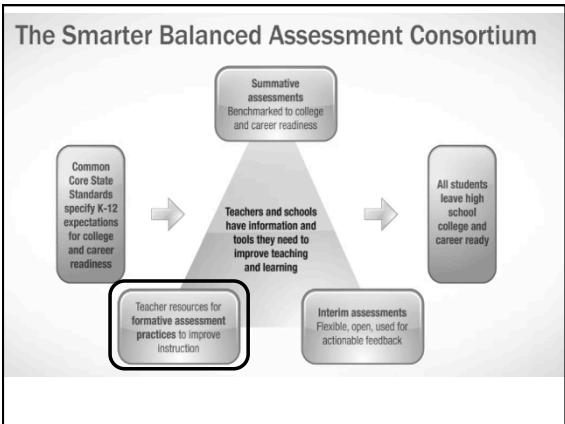 The Smarter Balanced Assessment Consortium
Summative
assessments
Benchmarked to college
and career readiness
Common
Core State
Standards
specify K-12
expectations
for college
and career
readiness
Teachers and schools
have information and
tools they need to
improve teaching
and learning
All students
leave high
school
college and
career ready
Teacher resources for
formative assessment
practices to improve
instruction
Interim assessments
Flexible, open, used for
actionable feedback